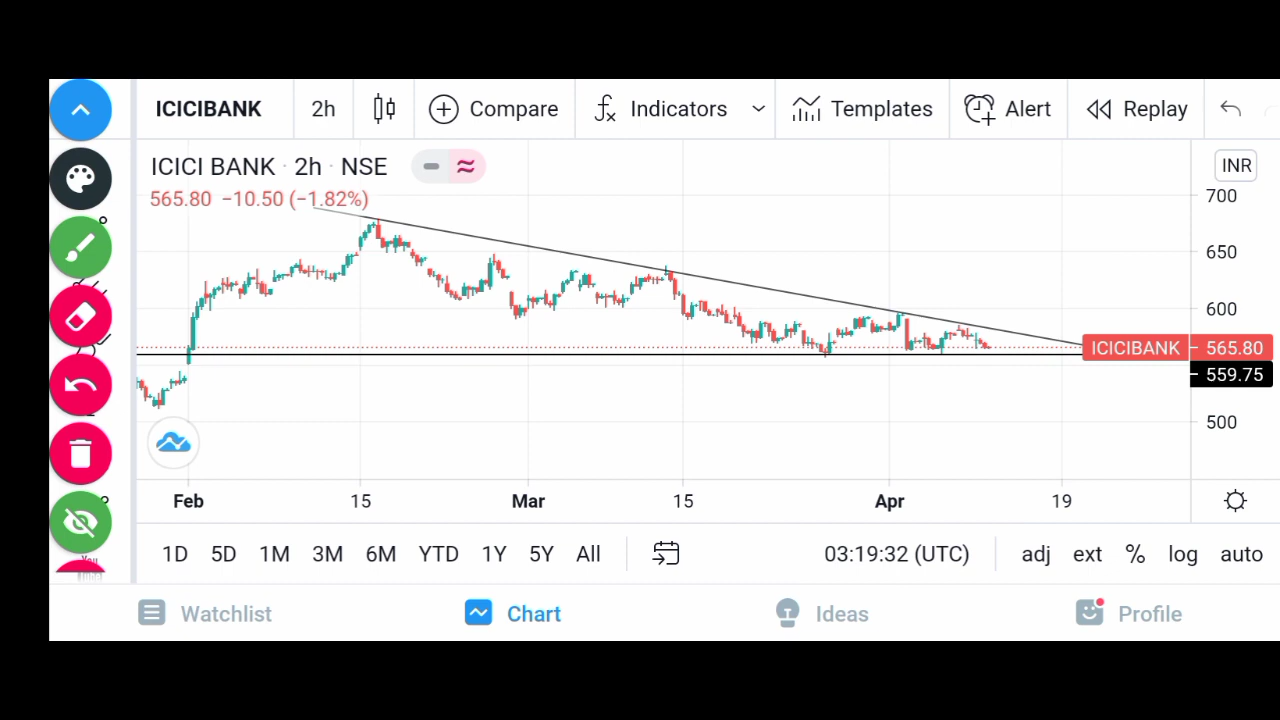 ICICIBANK 2h Compare Indicators Templates Alert Replay
ICICI BANK · 2h · NSE
INR
565.80 −10.50 (−1.82%)
700
650
600
ICICIBANK 565.80
559.75
500
Feb 15 Mar 15 Apr 19
1D 5D 1M 3M 6M YTD 1Y 5Y All 03:19:32 (UTC) adj ext % log auto
You
Watchlist Chart Ideas Profile